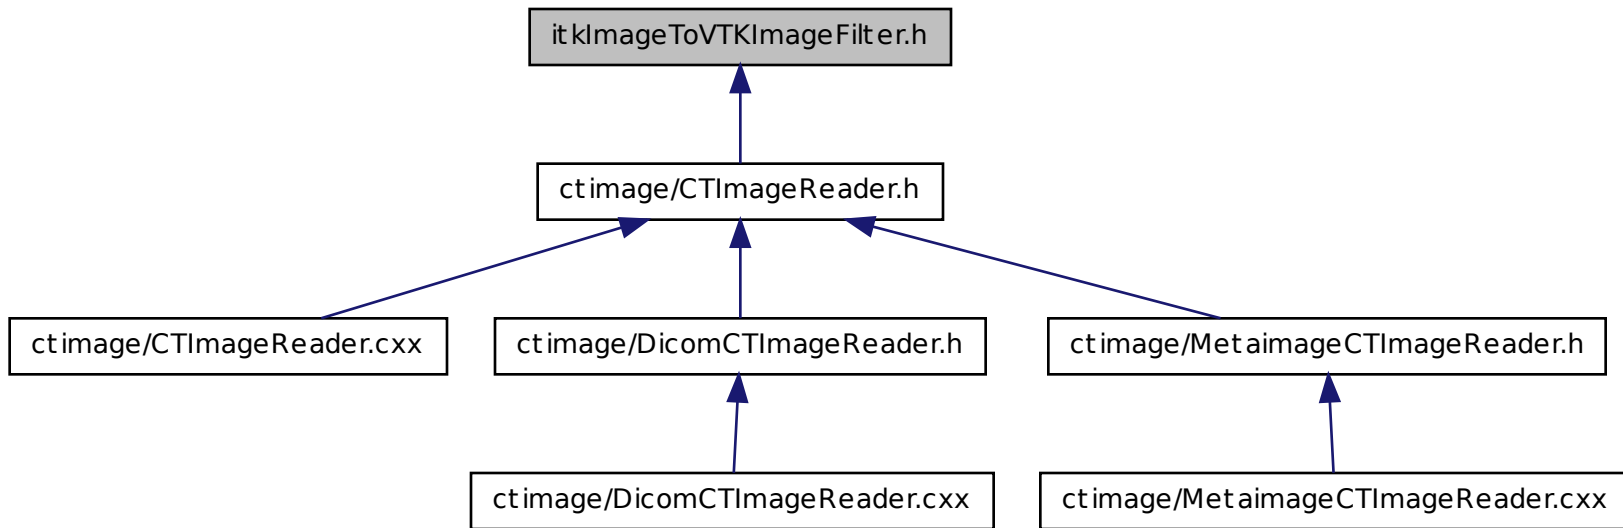 itkImageToVTKImageFilter.h
ctimage/CTImageReader.h
ctimage/CTImageReader.cxx
ctimage/DicomCTImageReader.h
ctimage/MetaimageCTImageReader.h
ctimage/DicomCTImageReader.cxx
ctimage/MetaimageCTImageReader.cxx